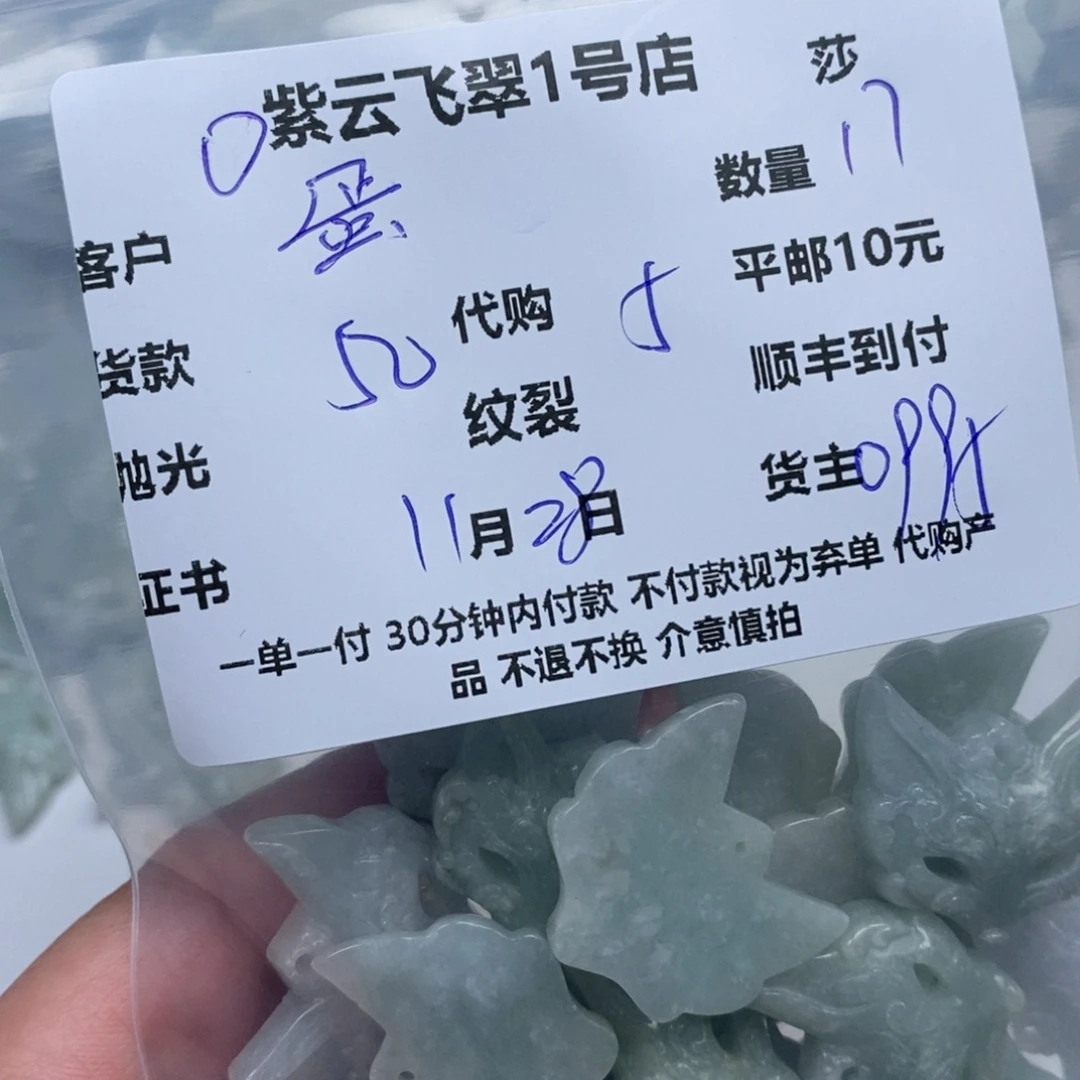 紫云飞翠1号店 莎
0
客户 蛋 数量 17
货款 50 代购 5 平邮10元
抛光 纹裂 顺丰到付
证书 11月28日 货主
一单一付 30分钟内付款 不付款视为弃单 代购产
品 不退不换 介意慎拍